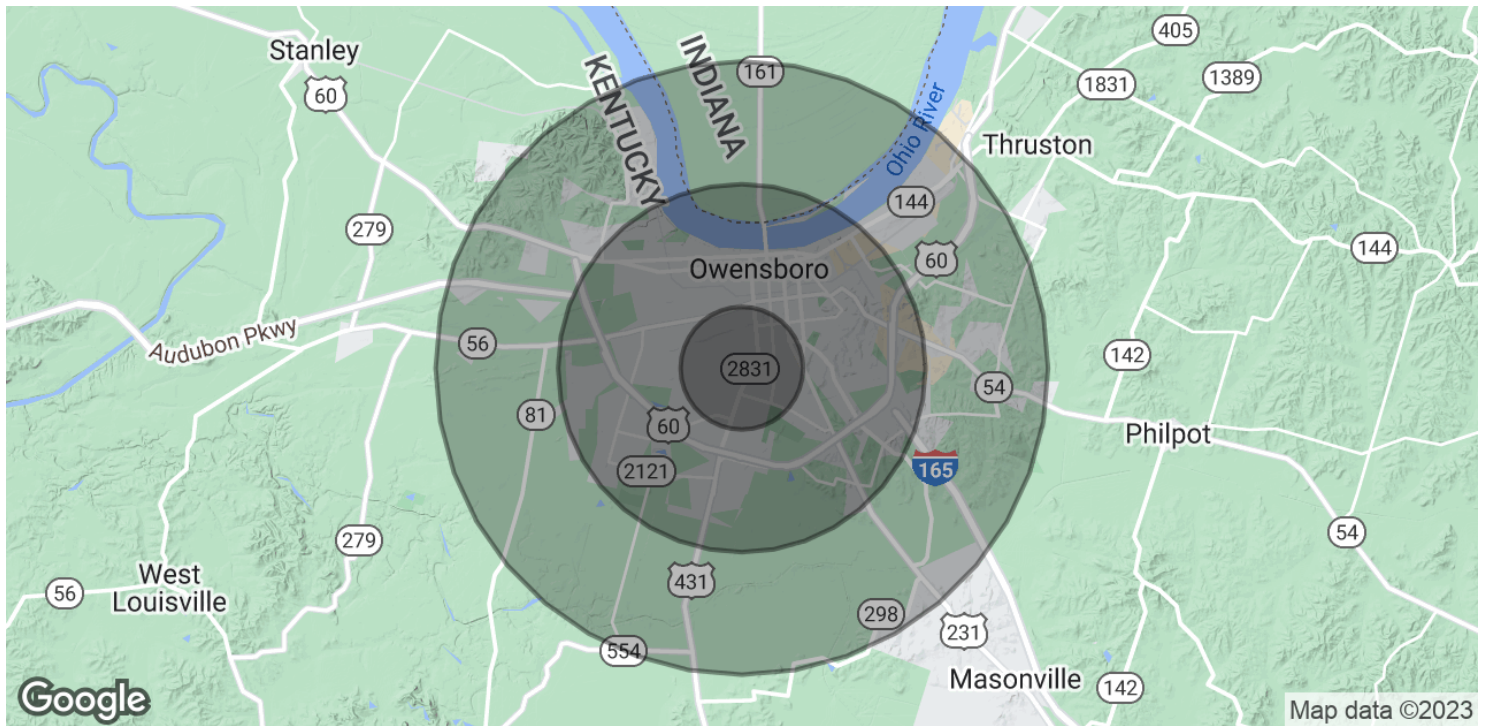 405
Stanley
161
1389
60
1831
INDIANA
KENTUCKY
Ohio River
Thruston
144
279
144
60
Owensboro
Audubon Pkwy
56
142
2831
54
81
60
Philpot
2121
165
279
54
West
Louisville
431
56
298
231
554
Masonville
142
Google
Map data ©2023